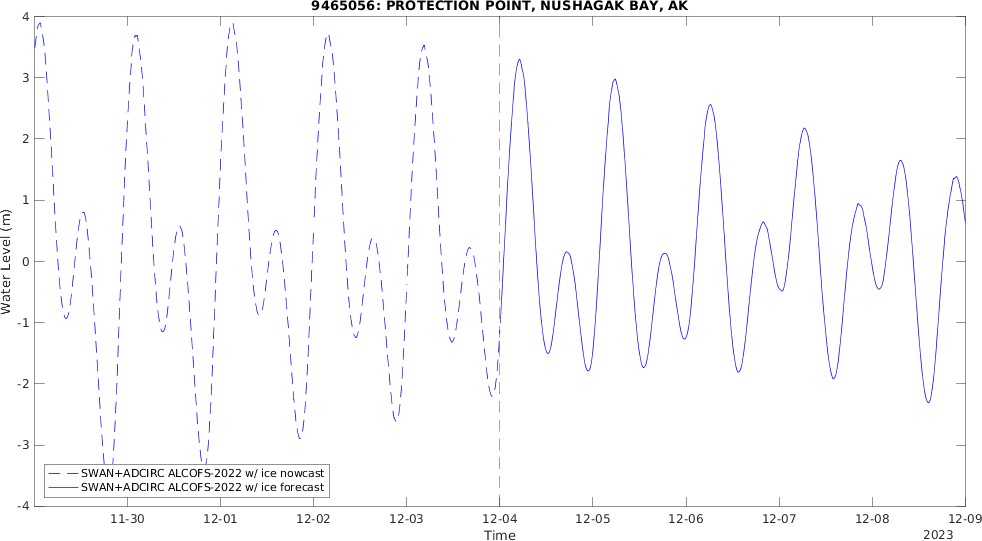 9465056: PROTECTION POINT, NUSHAGAK BAY, AK
4
3
2
1
0
-1
-2
-3
-4
Water Level (m)
SWAN+ADCIRC ALCOFS-2022 w/ ice nowcast
SWAN+ADCIRC ALCOFS-2022 w/ ice forecast
11-30 12-01 12-02 12-03 12-04 12-05 12-06 12-07 12-08 12-09
Time
2023